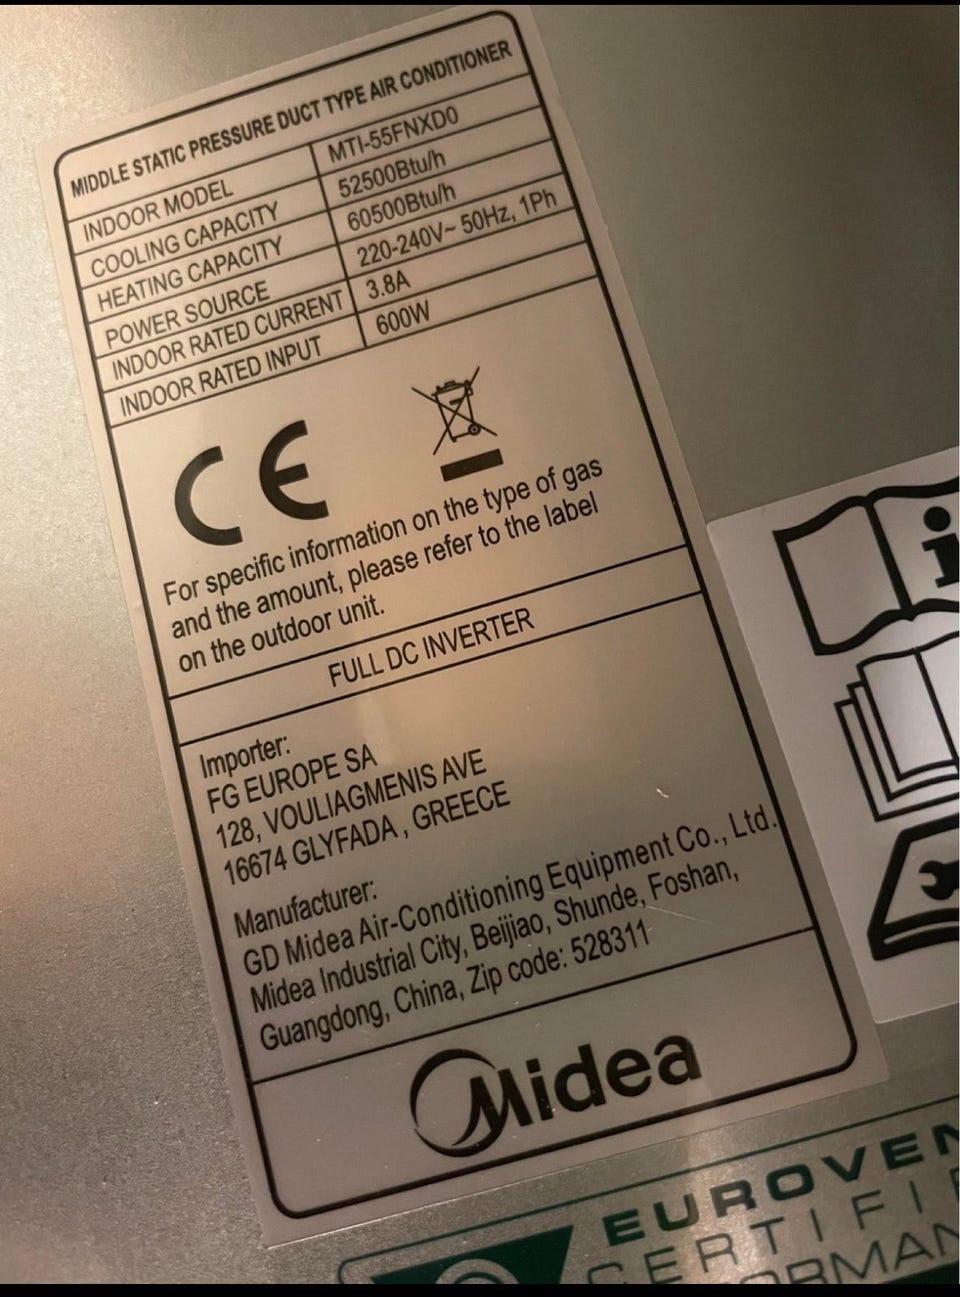 MIDDLE STATIC PRESSURE DUCT TYPE AIR CONDITIONER
INDOOR MODEL MTI-55FNXD0
COOLING CAPACITY 52500Btu/h
HEATING CAPACITY 60500Btu/h
POWER SOURCE 220-240V~ 50Hz, 1Ph
INDOOR RATED CURRENT 3.8A
INDOOR RATED INPUT 600W
CE
For specific information on the type of gas
and the amount, please refer to the label
on the outdoor unit.
FULL DC INVERTER
Importer:
FG EUROPE SA
128, VOULIAGMENIS AVE
16674 GLYFADA , GREECE
Manufacturer:
GD Midea Air-Conditioning Equipment Co., Ltd.
Midea Industrial City, Beijiao, Shunde, Foshan,
Guangdong, China, Zip code: 528311
Midea